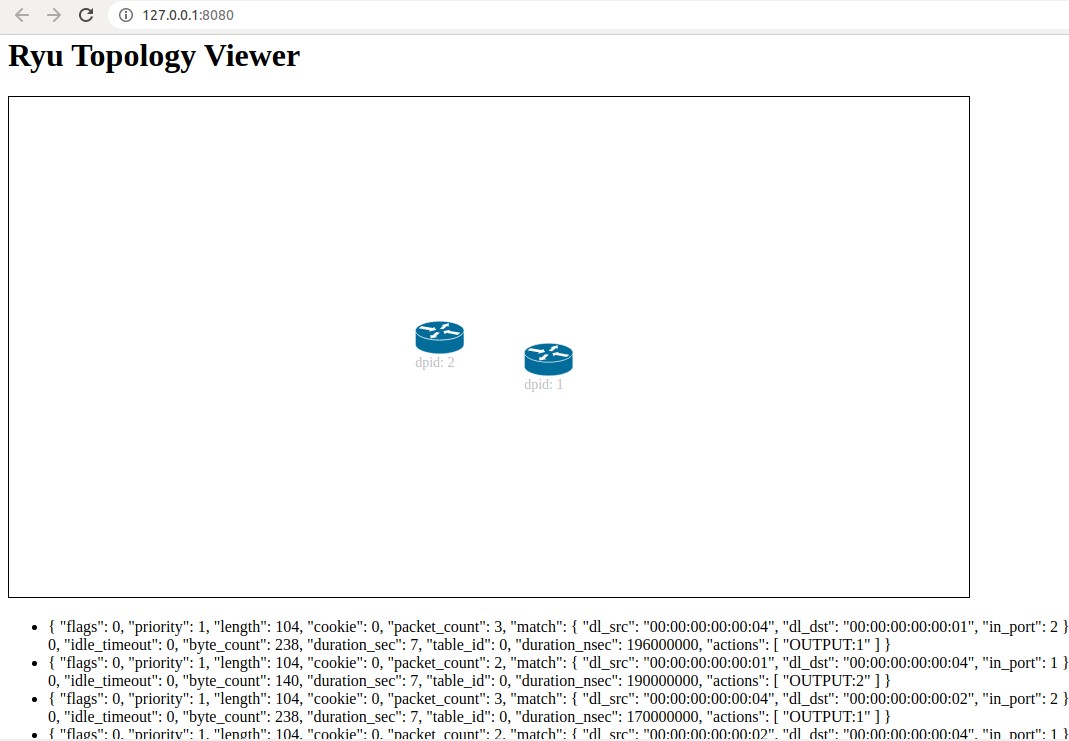 127.0.0.1:8080
Ryu Topology Viewer
dpid: 2
dpid: 1
{ "flags": 0, "priority": 1, "length": 104, "cookie": 0, "packet_count": 3, "match": { "dl_src": "00:00:00:00:00:04", "dl_dst": "00:00:00:00:00:01", "in_port": 2 }
0, "idle_timeout": 0, "byte_count": 238, "duration_sec": 7, "table_id": 0, "duration_nsec": 196000000, "actions": [ "OUTPUT:1" ] }
{ "flags": 0, "priority": 1, "length": 104, "cookie": 0, "packet_count": 2, "match": { "dl_src": "00:00:00:00:00:01", "dl_dst": "00:00:00:00:00:04", "in_port": 1 }
0, "idle_timeout": 0, "byte_count": 140, "duration_sec": 7, "table_id": 0, "duration_nsec": 190000000, "actions": [ "OUTPUT:2" ] }
{ "flags": 0, "priority": 1, "length": 104, "cookie": 0, "packet_count": 3, "match": { "dl_src": "00:00:00:00:00:04", "dl_dst": "00:00:00:00:00:02", "in_port": 2 }
0, "idle_timeout": 0, "byte_count": 238, "duration_sec": 7, "table_id": 0, "duration_nsec": 170000000, "actions": [ "OUTPUT:1" ] }
{ "flags": 0, "priority": 1, "length": 104, "cookie": 0, "packet_count": 2, "match": { "dl_src": "00:00:00:00:00:02", "dl_dst": "00:00:00:00:00:04", "in_port": 1 }